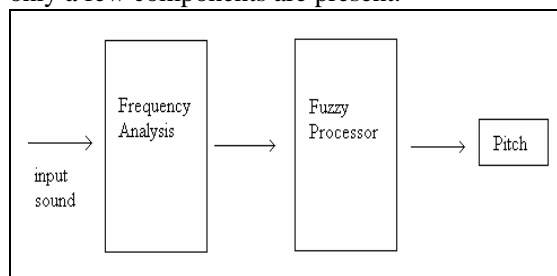 only a few components are present.
Frequency
Analysis
Fuzzy
Processor
Pitch
input
sound